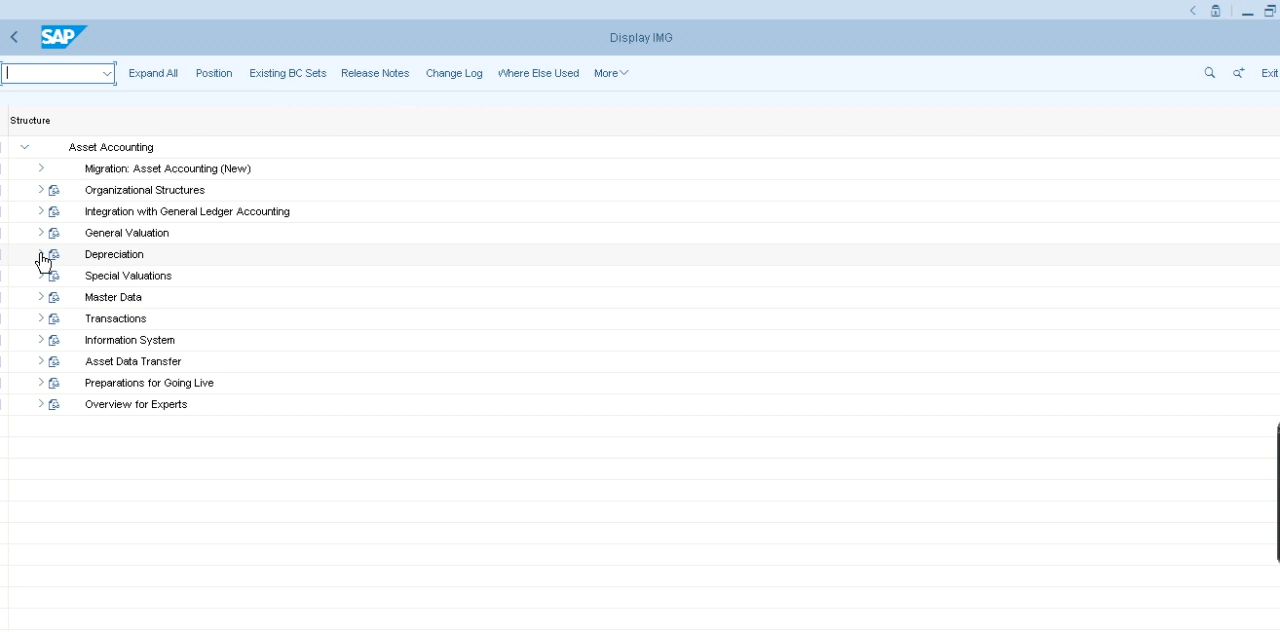 SAP
Display IMG
Expand All Position Existing BC Sets Release Notes Change Log Where Else Used More Exit
Structure
Asset Accounting
Migration: Asset Accounting (New)
Organizational Structures
Integration with General Ledger Accounting
General Valuation
Depreciation
Special Valuations
Master Data
Transactions
Information System
Asset Data Transfer
Preparations for Going Live
Overview for Experts